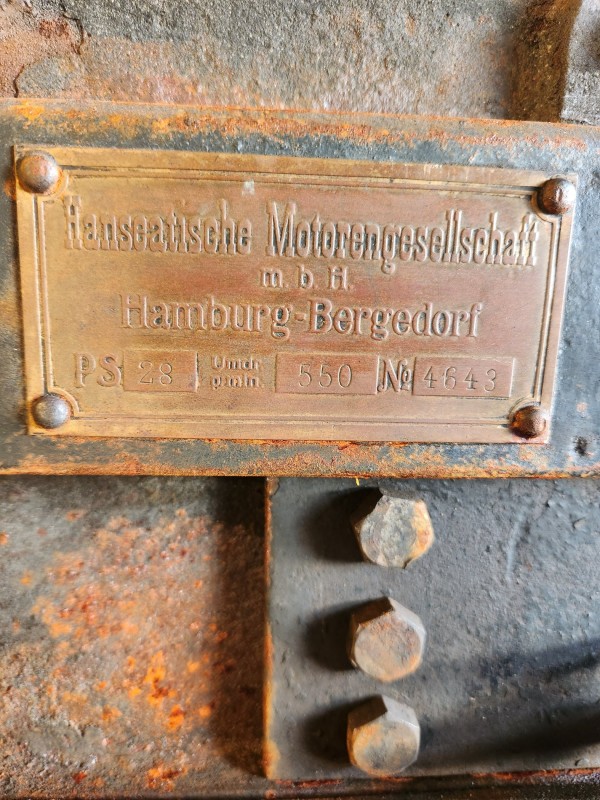 Hanseatische Motorengesellschaft
m. b. H.
Hamburg-Bergedorf
PS 28 Umdr. p.min. 550 No 4643